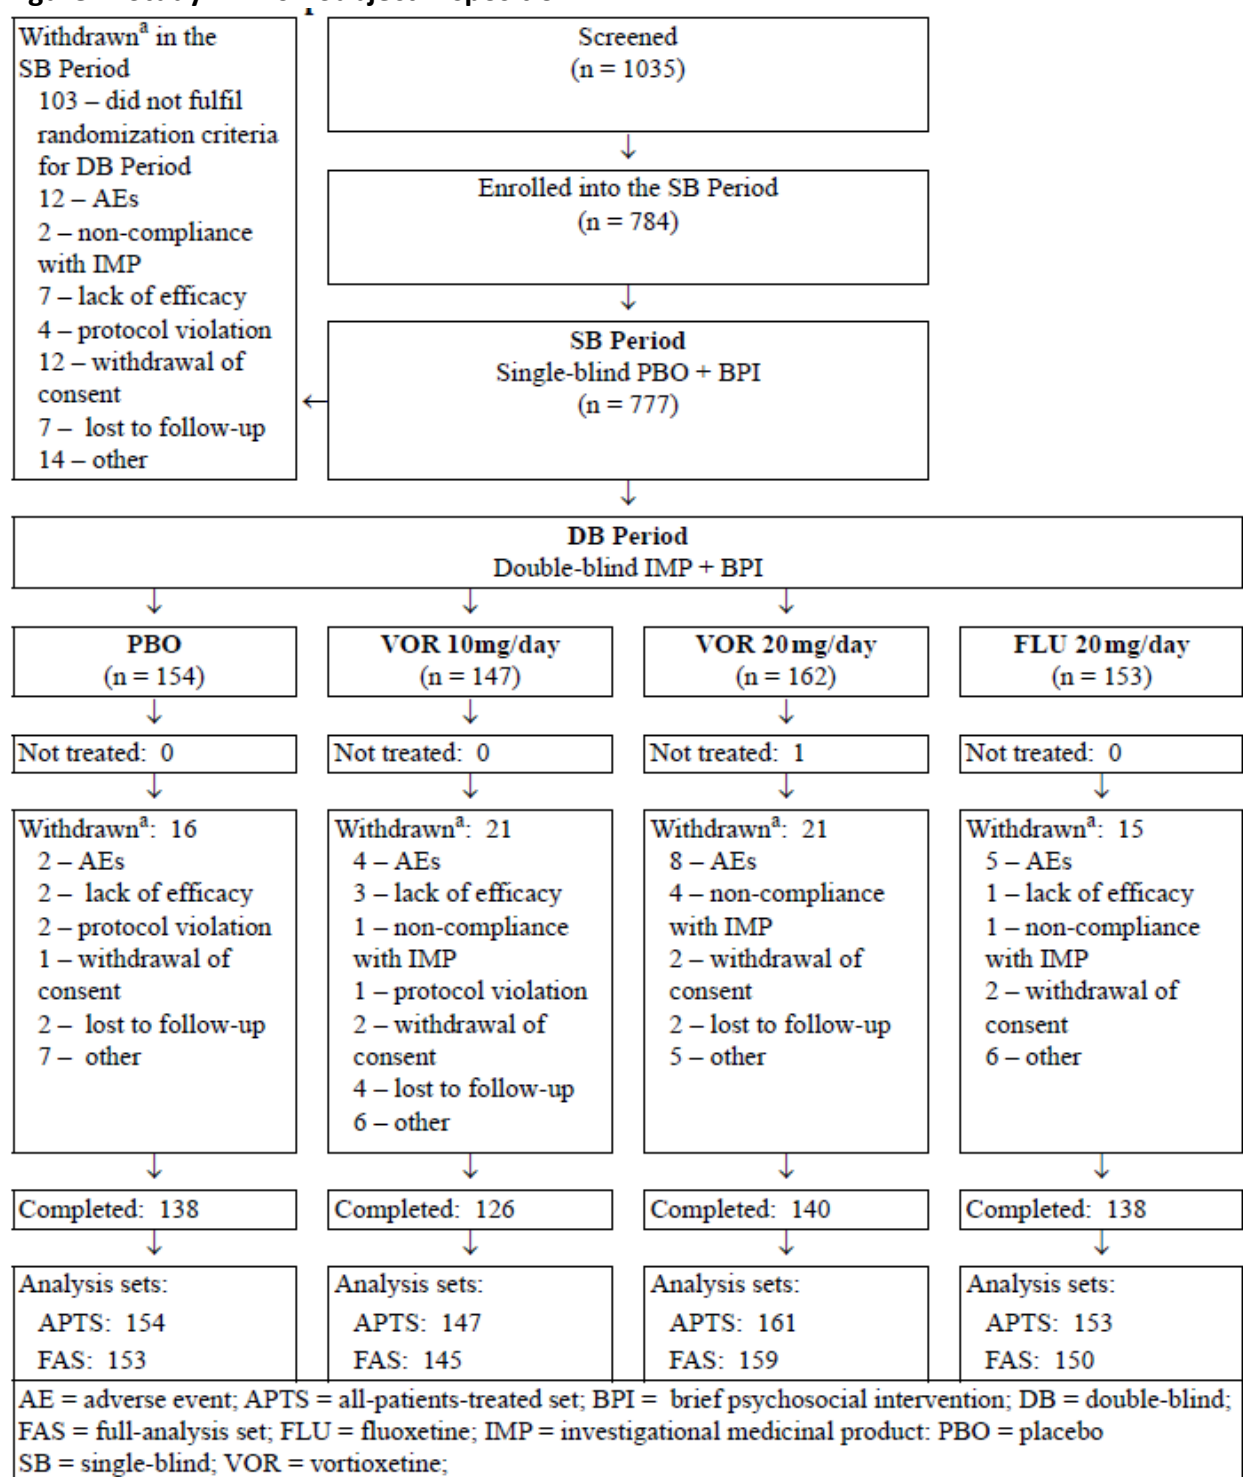 Withdrawnᵃ in the
SB Period
103 – did not fulfil
randomization criteria
for DB Period
12 – AEs
2 – non-compliance
with IMP
7 – lack of efficacy
4 – protocol violation
12 – withdrawal of
consent
7 – lost to follow-up
14 – other
Screened
(n = 1035)
↓
Enrolled into the SB Period
(n = 784)
↓
SB Period
Single-blind PBO + BPI
(n = 777)
←
↓
DB Period
Double-blind IMP + BPI
↓ ↓ ↓
PBO
(n = 154)
↓
Not treated: 0
↓
Withdrawnᵃ: 16
2 – AEs
2 – lack of efficacy
2 – protocol violation
1 – withdrawal of
consent
2 – lost to follow-up
7 – other
↓
Completed: 138
↓
Analysis sets:
APTS: 154
FAS: 153
VOR 10mg/day
(n = 147)
↓
Not treated: 0
↓
Withdrawnᵃ: 21
4 – AEs
3 – lack of efficacy
1 – non-compliance
with IMP
1 – protocol violation
2 – withdrawal of
consent
4 – lost to follow-up
6 – other
↓
Completed: 126
↓
Analysis sets:
APTS: 147
FAS: 145
VOR 20mg/day
(n = 162)
↓
Not treated: 1
↓
Withdrawnᵃ: 21
8 – AEs
4 – non-compliance
with IMP
2 – withdrawal of
consent
2 – lost to follow-up
5 – other
↓
Completed: 140
↓
Analysis sets:
APTS: 161
FAS: 159
FLU 20mg/day
(n = 153)
Not treated: 0
↓
Withdrawnᵃ: 15
5 – AEs
1 – lack of efficacy
1 – non-compliance
with IMP
2 – withdrawal of
consent
6 – other
↓
Completed: 138
↓
Analysis sets:
APTS: 153
FAS: 150
AE = adverse event; APTS = all-patients-treated set; BPI = brief psychosocial intervention; DB = double-blind;
FAS = full-analysis set; FLU = fluoxetine; IMP = investigational medicinal product: PBO = placebo
SB = single-blind; VOR = vortioxetine;